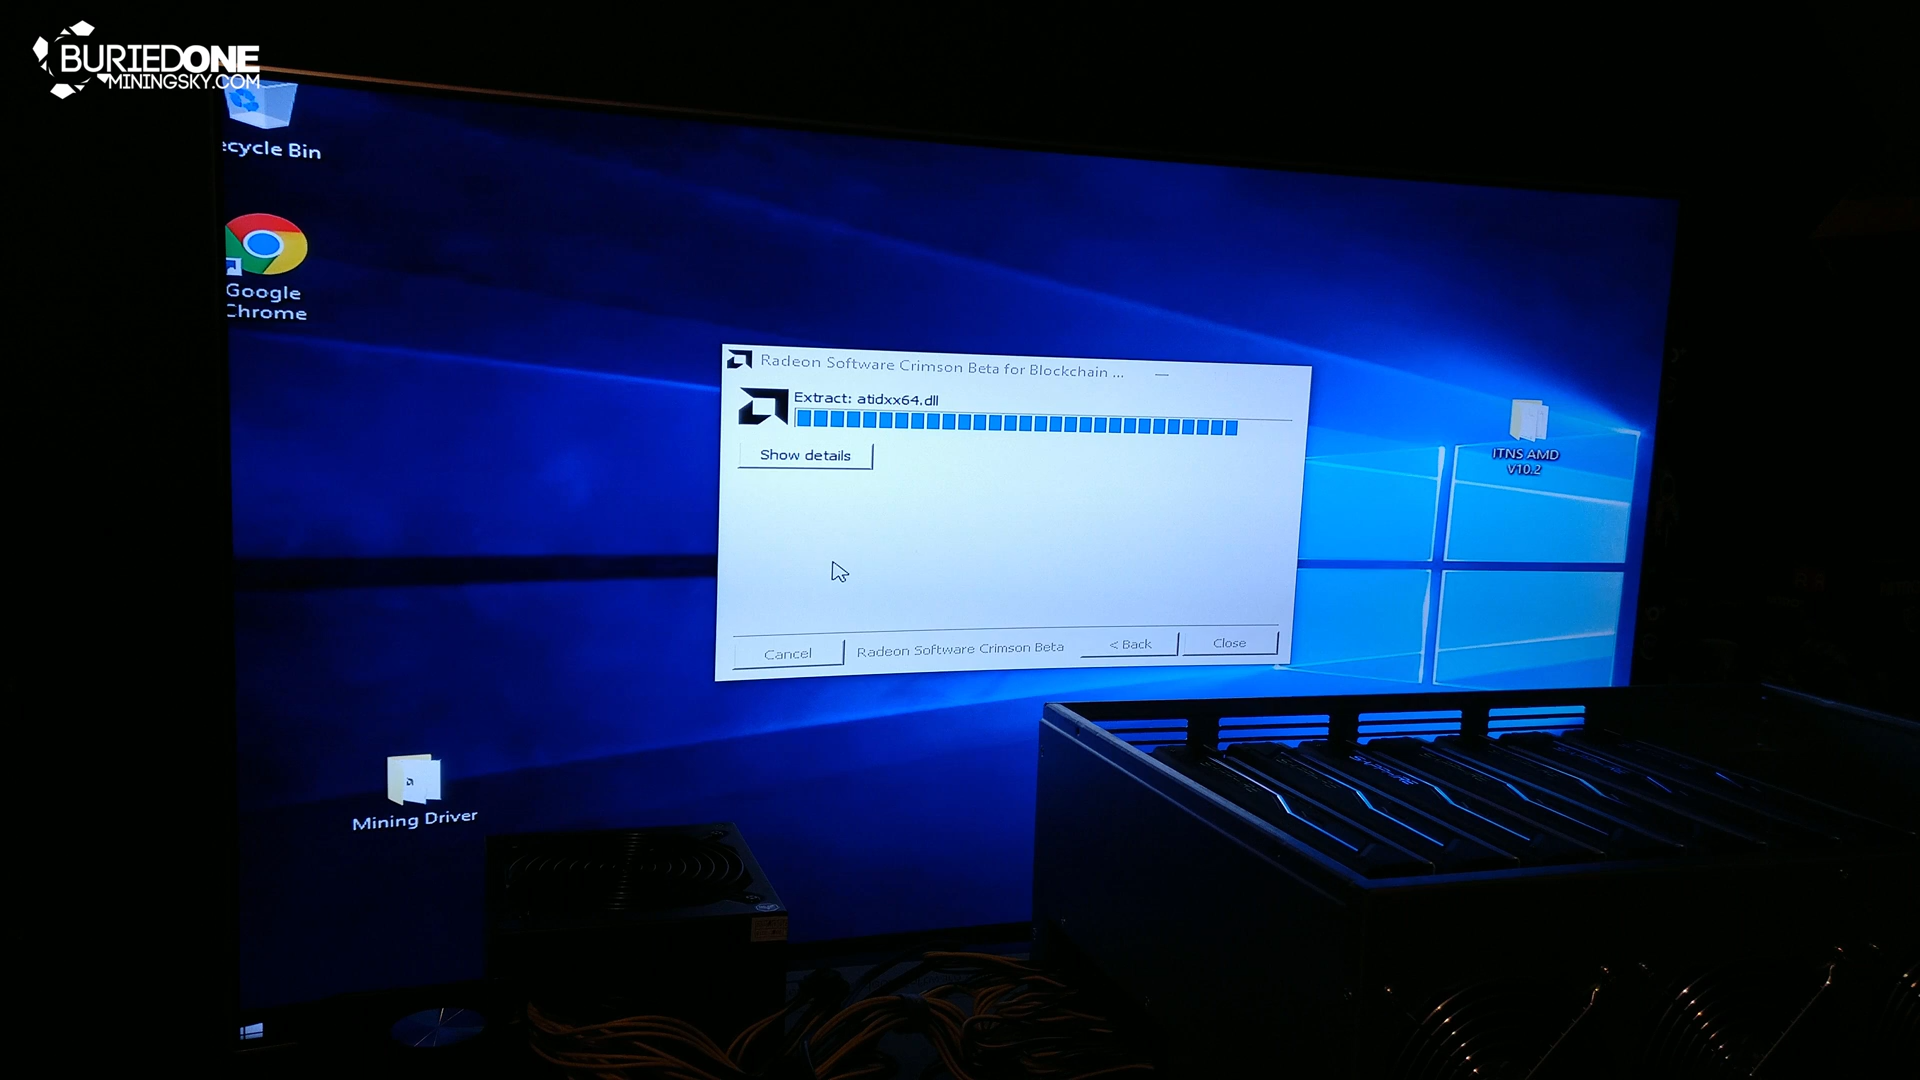 BURIEDONE
MININGSKY.COM
ecycle Bin
Google
Chrome
Radeon Software Crimson Beta for Blockchain ...
Extract: atidxx64.dll
Show details
ITNS AMD
V10.2
Cancel
Radeon Software Crimson Beta
< Back
Close
Mining Driver